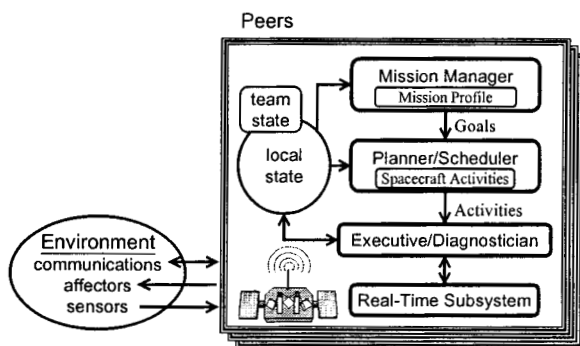 Peers
Mission Manager
Mission Profile
team
state
Goals
local
state
Planner/Scheduler
Spacecraft Activities
Activities
Executive/Diagnostician
Environment
communications
affectors
sensors
Real-Time Subsystem